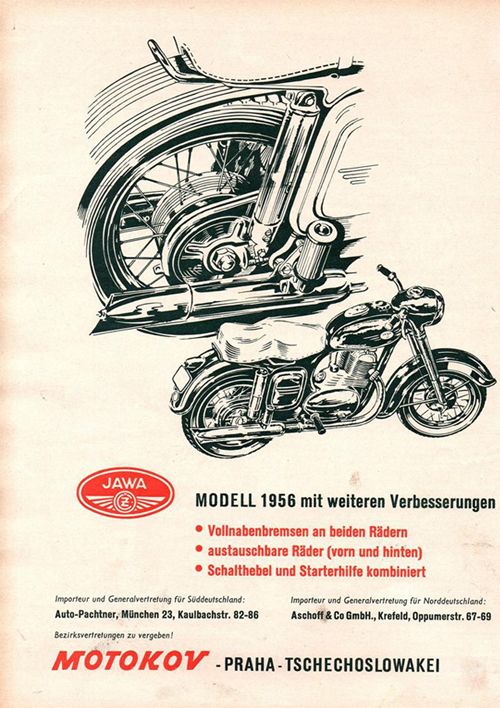 JAWA
CZ
MODELL 1956 mit weiteren Verbesserungen
• Vollnabenbremsen an beiden Rädern
• austauschbare Räder (vorn und hinten)
• Schalthebel und Starterhilfe kombiniert
Importeur und Generalvertretung für Süddeutschland:
Auto-Pachtner, München 23, Kaulbachstr. 82-86
Importeur und Generalvertretung für Norddeutschland:
Aschoff & Co GmbH., Krefeld, Oppumerstr. 67-69
Bezirksvertretungen zu vergeben!
MOTOKOV - PRAHA - TSCHECHOSLOWAKEI